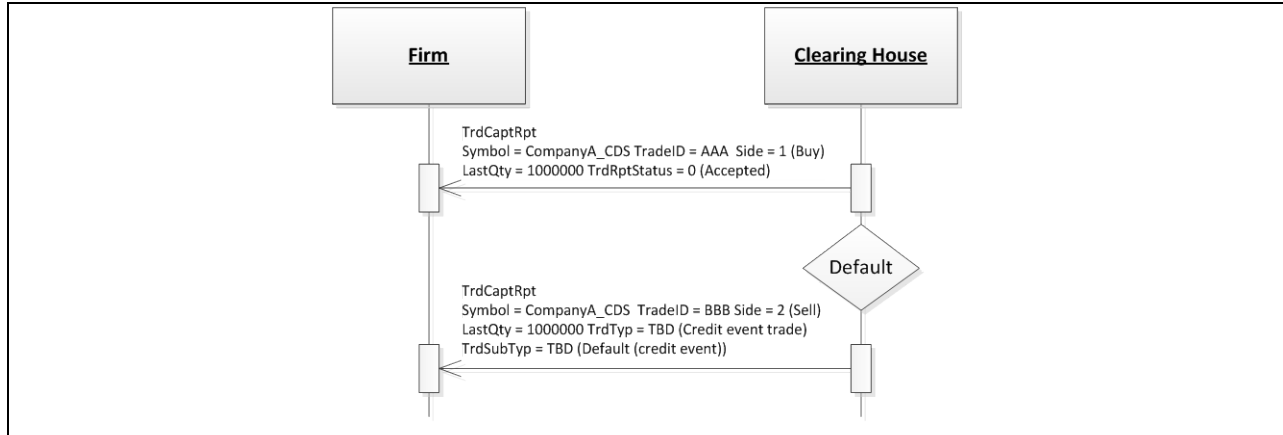 Firm
Clearing House
TrdCaptRpt
Symbol = CompanyA_CDS TradeID = AAA  Side = 1 (Buy)
LastQty = 1000000 TrdRptStatus = 0 (Accepted)
Default
TrdCaptRpt
Symbol = CompanyA_CDS  TradeID = BBB Side = 2 (Sell)
LastQty = 1000000 TrdTyp = TBD (Credit event trade)
TrdSubTyp = TBD (Default (credit event))